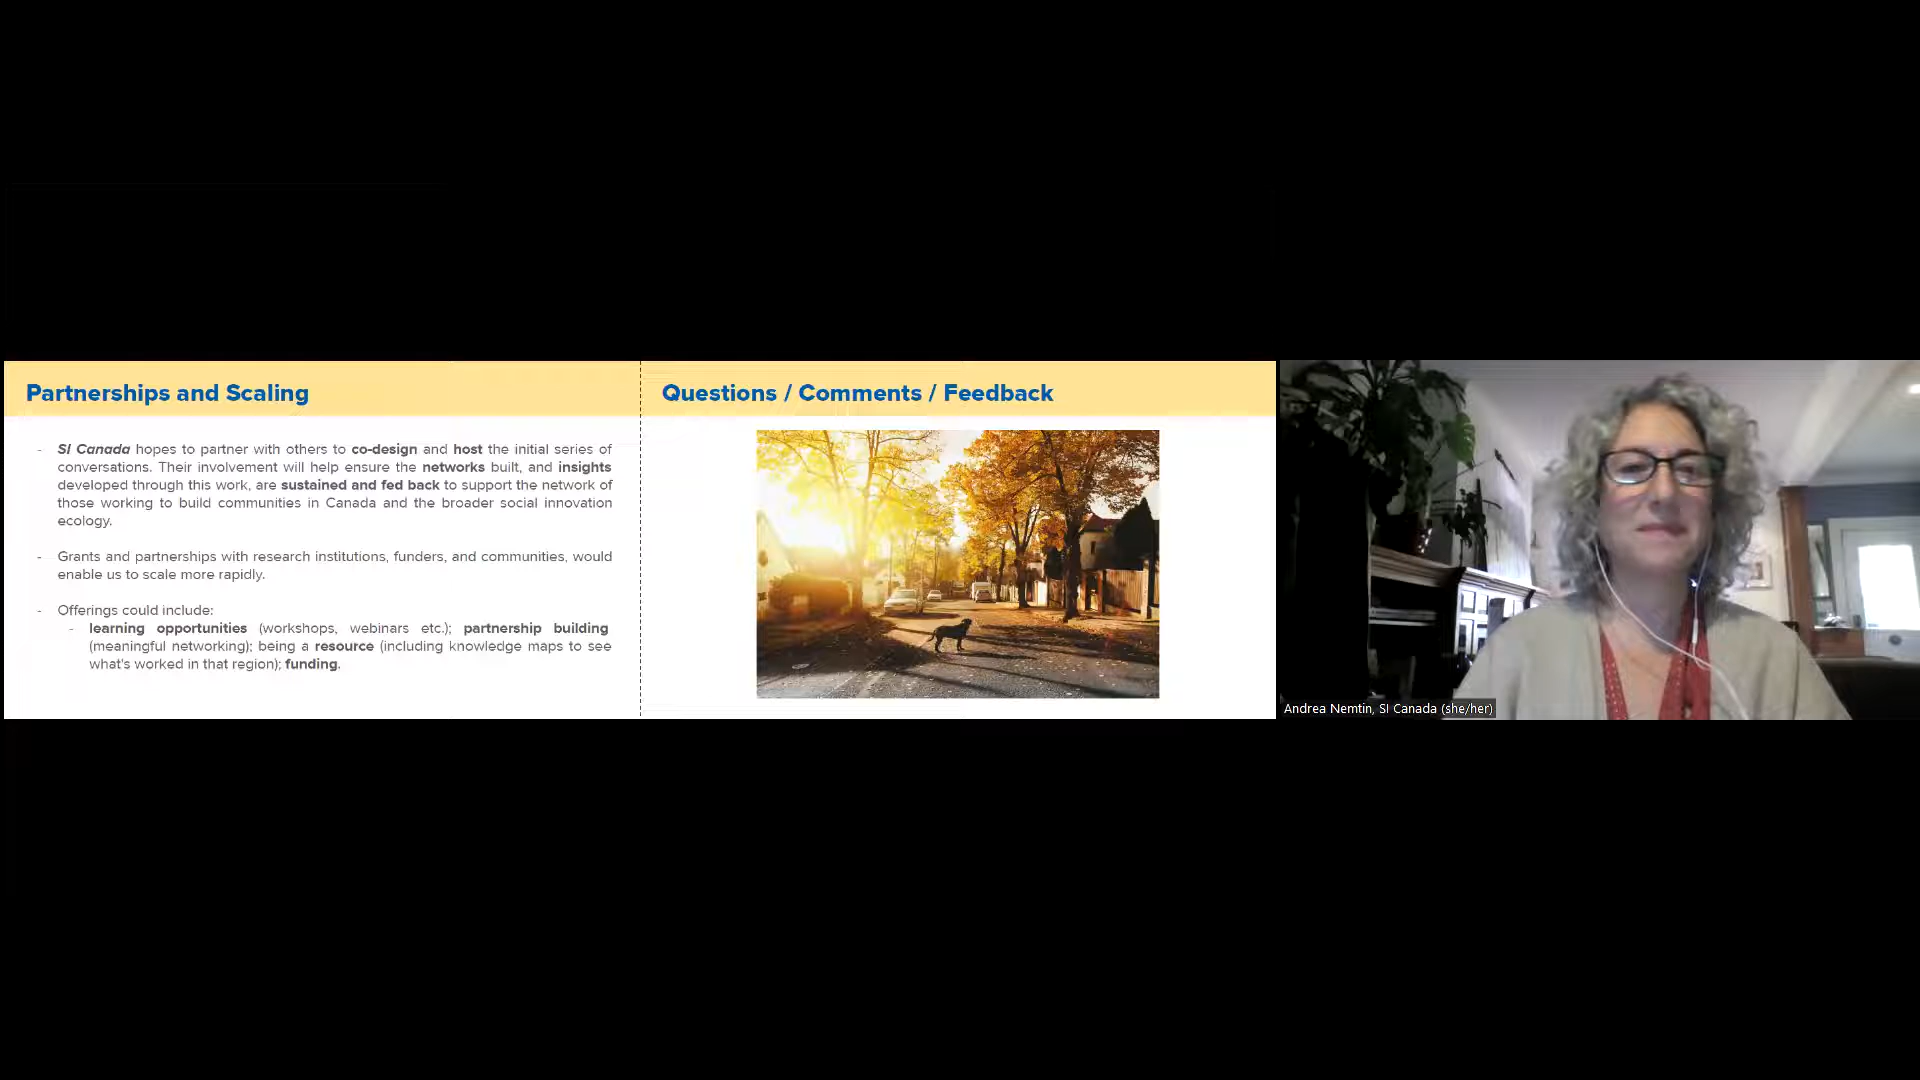 Partnerships and Scaling
- SI Canada hopes to partner with others to co-design and host the initial series of
conversations. Their involvement will help ensure the networks built, and insights
developed through this work, are sustained and fed back to support the network of
those working to build communities in Canada and the broader social innovation
ecology.
- Grants and partnerships with research institutions, funders, and communities, would
enable us to scale more rapidly.
- Offerings could include:
- learning opportunities (workshops, webinars etc.); partnership building
(meaningful networking); being a resource (including knowledge maps to see
what's worked in that region); funding.
Questions / Comments / Feedback
Andrea Nemtin, SI Canada (she/her)